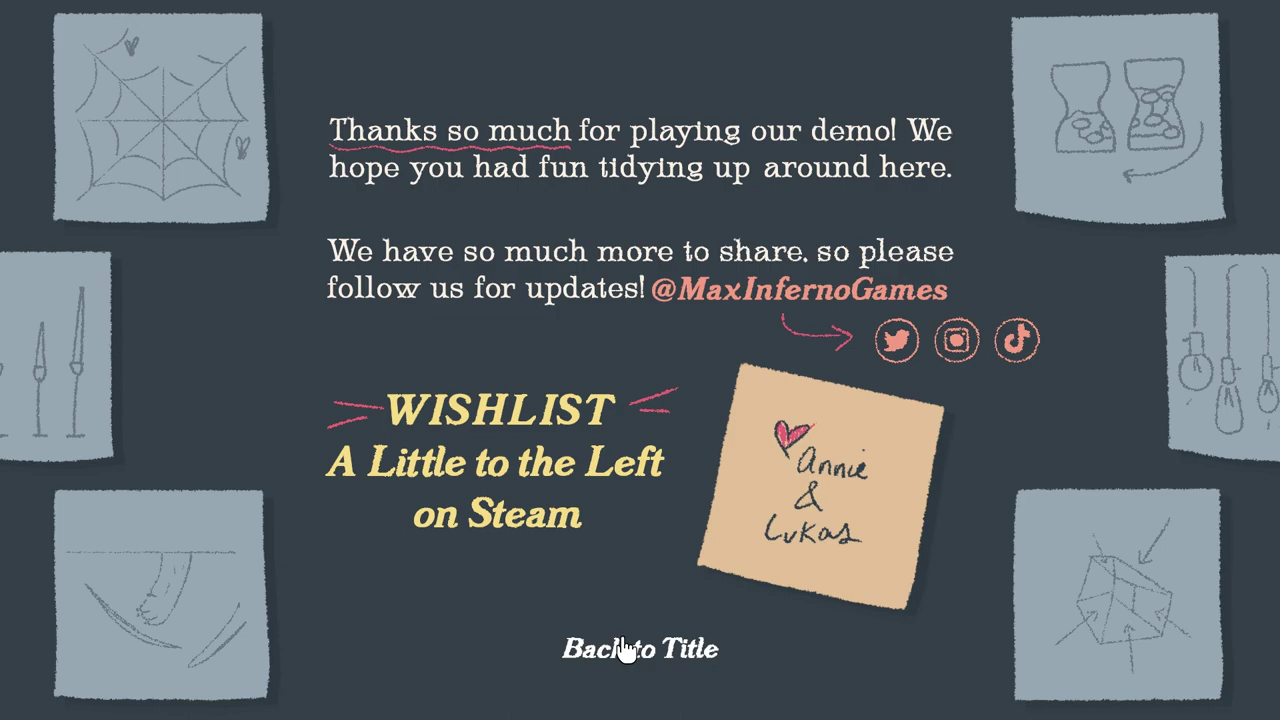 Thanks so much for playing our demo! We
hope you had fun tidying up around here.
We have so much more to share, so please
follow us for updates! @MaxInfernoGames
WISHLIST
A Little to the Left
on Steam
Annie
&
Lukas
Back to Title